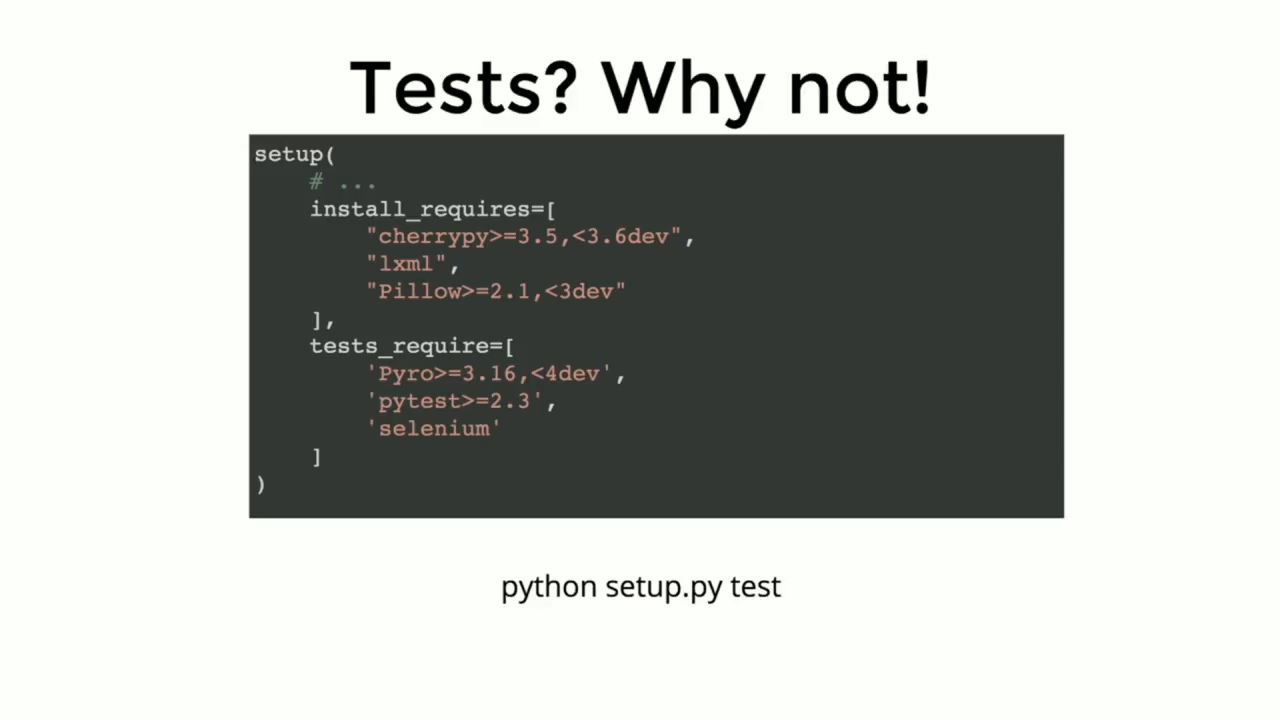 Tests? Why not!
setup(
    # ...
    install_requires=[
        "cherrypy>=3.5,<3.6dev",
        "lxml",
        "Pillow>=2.1,<3dev"
    ],
    tests_require=[
        'Pyro>=3.16,<4dev',
        'pytest>=2.3',
        'selenium'
    ]
)
python setup.py test